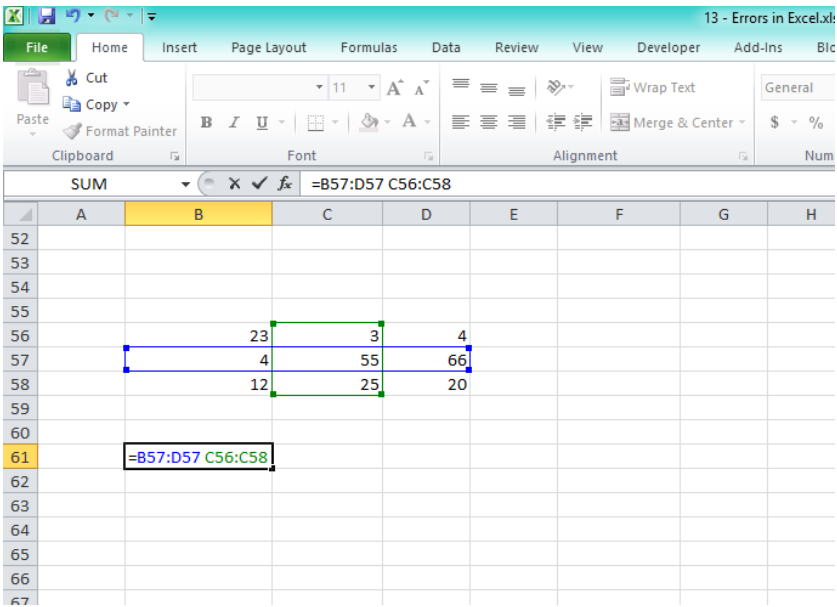 13 - Errors in Excel.xls
File Home Insert Page Layout Formulas Data Review View Developer Add-Ins Blo
Cut
Copy
Format Painter
Paste
Clipboard
11 A A
B I U A
Font
Wrap Text
Merge & Center
Alignment
General
$ %
Num
SUM fx =B57:D57 C56:C58
A B C D E F G H
52
53
54
55
56 23 3 4
57 4 55 66
58 12 25 20
59
60
61 =B57:D57 C56:C58
62
63
64
65
66
67